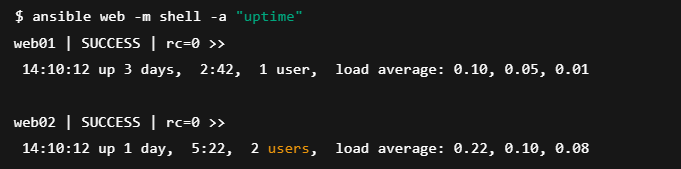 $ ansible web -m shell -a "uptime"
web01 | SUCCESS | rc=0 >>
 14:10:12 up 3 days,  2:42,  1 user,  load average: 0.10, 0.05, 0.01

web02 | SUCCESS | rc=0 >>
 14:10:12 up 1 day,  5:22,  2 users,  load average: 0.22, 0.10, 0.08